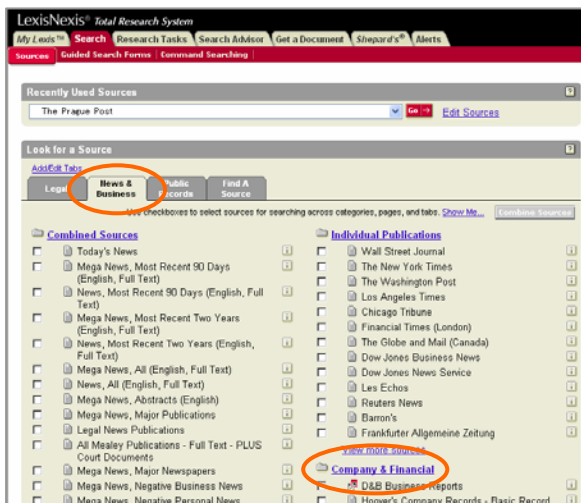 LexisNexis® Total Research System
My Lexis™ Search Research Tasks Search Advisor Get a Document Shepard's® Alerts
Sources Guided Search Forms Command Searching
Recently Used Sources
The Prague Post Go Edit Sources
Look for a Source
Add/Edit Tabs
Legal News & Business Public Records Find A Source
Use checkboxes to select sources for searching across categories, pages, and tabs. Show Me... Combine Sources
Combined Sources
Today's News
Mega News, Most Recent 90 Days
(English, Full Text)
News, Most Recent 90 Days (English, Full
Text)
Mega News, Most Recent Two Years
(English, Full Text)
News, Most Recent Two Years (English,
Full Text)
Mega News, All (English, Full Text)
News, All (English, Full Text)
Mega News, Abstracts (English)
Mega News, Major Publications
Legal News Publications
All Mealey Publications - Full Text - PLUS
Court Documents
Mega News, Major Newspapers
Mega News, Negative Business News
Mega News, Negative Personal News
Individual Publications
Wall Street Journal
The New York Times
The Washington Post
Los Angeles Times
Chicago Tribune
Financial Times (London)
The Globe and Mail (Canada)
Dow Jones Business News
Dow Jones News Service
Les Echos
Reuters News
Barron's
Frankfurter Allgemeine Zeitung
View more sources
Company & Financial
D&B Business Reports
Hoover's Company Records - Basic Record